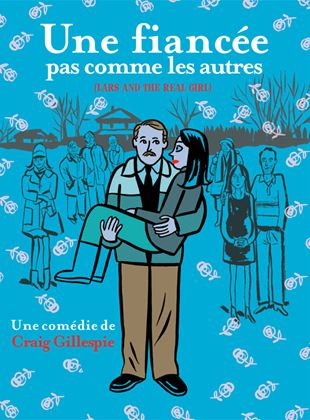 Une fiancée
pas comme les autres
(LARS AND THE REAL GIRL)
Une comédie de
Craig Gillespie